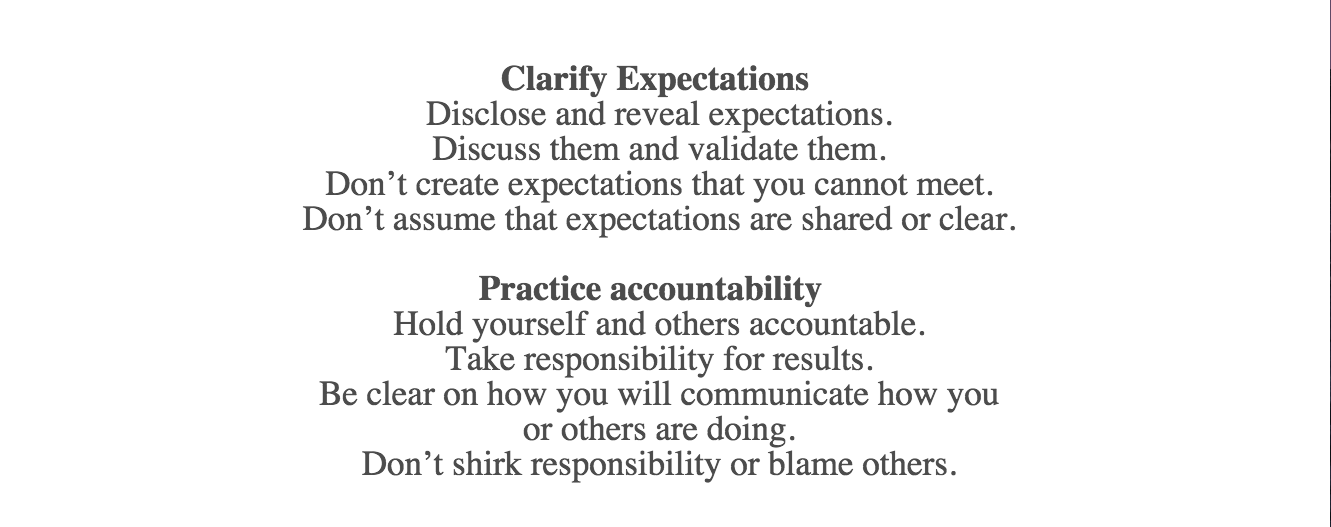 Clarify Expectations
Disclose and reveal expectations.
Discuss them and validate them.
Don’t create expectations that you cannot meet.
Don’t assume that expectations are shared or clear.
Practice accountability
Hold yourself and others accountable.
Take responsibility for results.
Be clear on how you will communicate how you
or others are doing.
Don’t shirk responsibility or blame others.